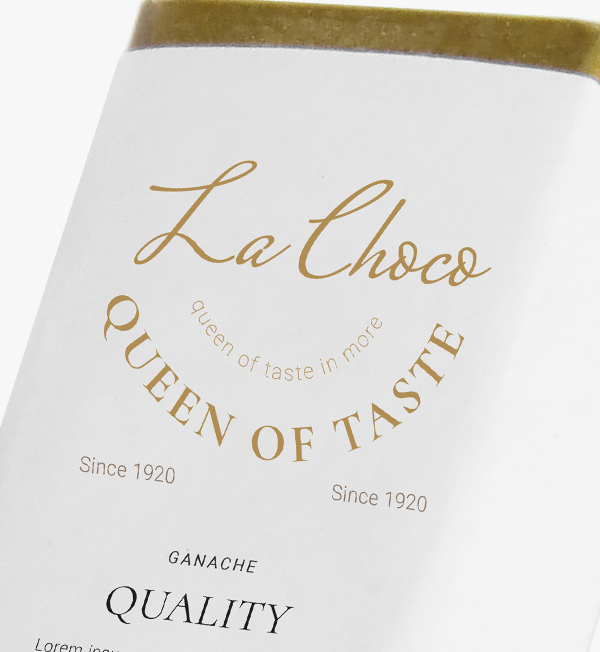 La Choco
queen of taste in more
QUEEN OF TASTE
Since 1920
Since 1920
GANACHE
QUALITY
Lorem